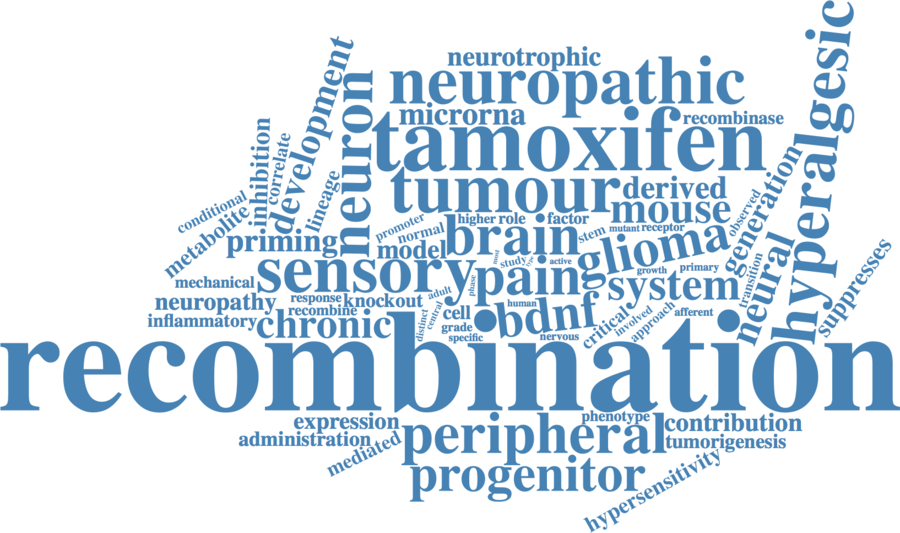 neurotrophic
neuropathic
microrna
recombinase
tamoxifen
tumour
derived
mouse
hyperalgesic
generation
observed
neural
transition
suppresses
development
neuron
inhibition
correlate
lineage
conditional
metabolite
priming
promoter
normal
model
higher
role
factor
brain
stem
mutant
receptor
glioma
sensory
pain
most
study
type
active
growth
primary
system
mechanical
neuropathy
inflammatory
response
recombine
knockout
chronic
adult
phase
central
distinct
cell
grade
specific
human
bdnf
nervous
critical
involved
approach
afferent
recombination
expression
administration
mediated
peripheral
phenotype
contribution
tumorigenesis
progenitor
hypersensitivity